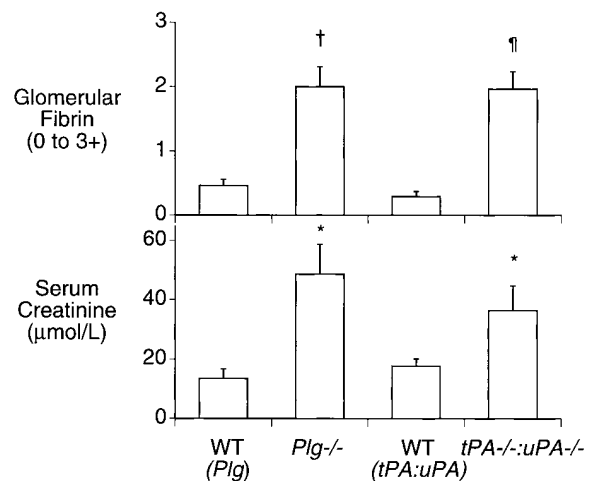 3
†
¶
Glomerular
Fibrin
(0 to 3+)
2
1
0
60
*
*
Serum
Creatinine
(μmol/L)
40
20
0
WT
(Plg)
Plg-/-
WT
(tPA:uPA)
tPA-/-:uPA-/-